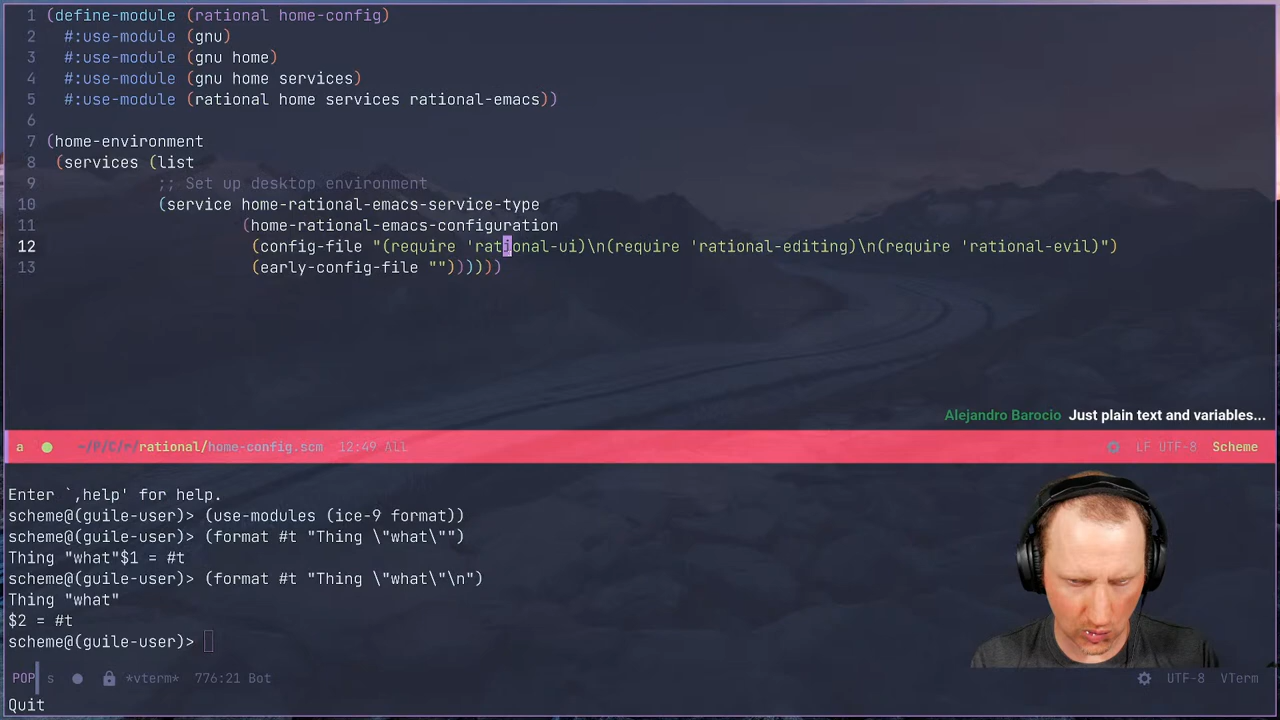 1 (define-module (rational home-config)
2 #:use-module (gnu)
3 #:use-module (gnu home)
4 #:use-module (gnu home services)
5 #:use-module (rational home services rational-emacs))
6
7 (home-environment
8 (services (list
9 ;; Set up desktop environment
10 (service home-rational-emacs-service-type
11 (home-rational-emacs-configuration
12 (config-file "(require 'rational-ui)\n(require 'rational-editing)\n(require 'rational-evil)")
13 (early-config-file ""))))))
Alejandro Barocio Just plain text and variables...
a ~/P/C/r/rational/home-config.scm 12:49 All LF UTF-8 Scheme
Enter `,help' for help.
scheme@(guile-user)> (use-modules (ice-9 format))
scheme@(guile-user)> (format #t "Thing \"what\"")
Thing "what"$1 = #t
scheme@(guile-user)> (format #t "Thing \"what\"\n")
Thing "what"
$2 = #t
scheme@(guile-user)>
POP s *vterm* 776:21 Bot UTF-8 VTerm
Quit